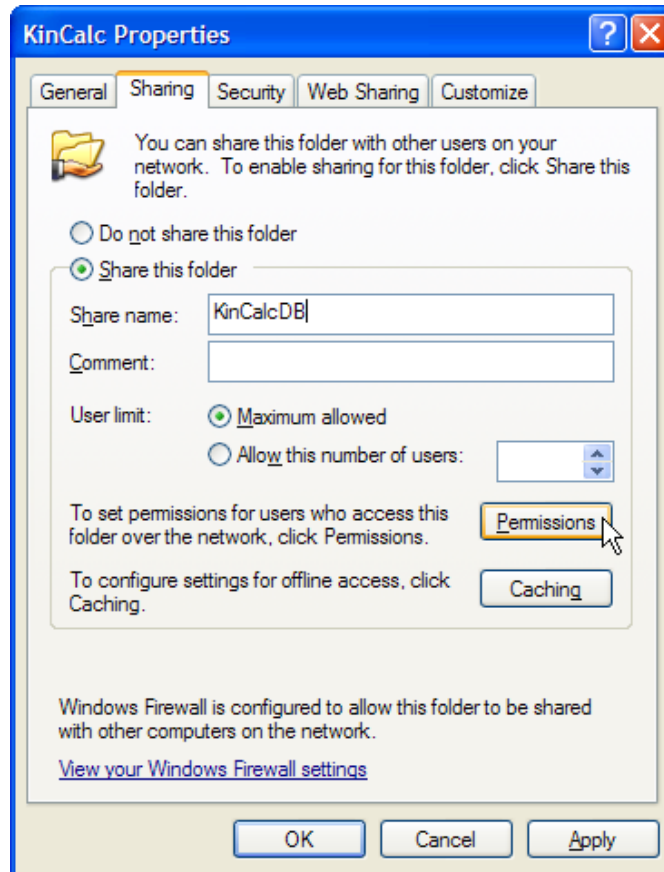 KinCalc Properties
General Sharing Security Web Sharing Customize
You can share this folder with other users on your
network. To enable sharing for this folder, click Share this
folder.
Do not share this folder
Share this folder
Share name: KinCalcDB
Comment:
User limit: Maximum allowed
Allow this number of users:
To set permissions for users who access this
folder over the network, click Permissions.
Permissions
To configure settings for offline access, click
Caching.
Caching
Windows Firewall is configured to allow this folder to be shared
with other computers on the network.
View your Windows Firewall settings
OK Cancel Apply